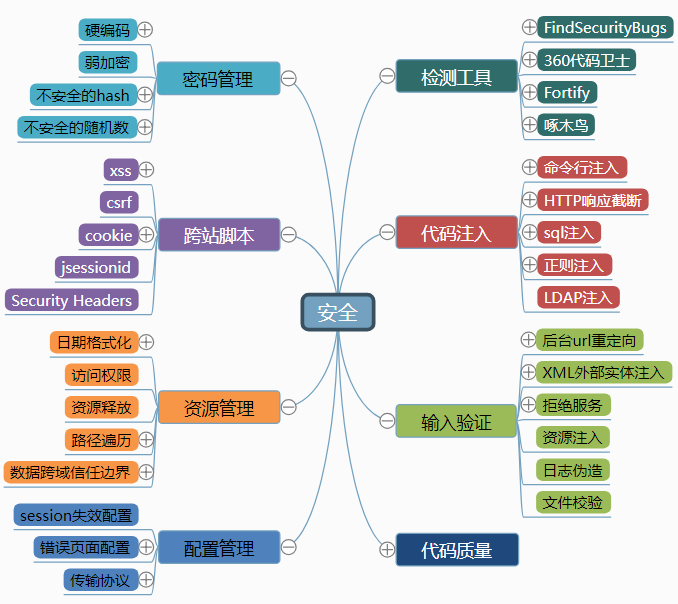 安全
密码管理
硬编码
弱加密
不安全的hash
不安全的随机数
跨站脚本
xss
csrf
cookie
jsessionid
Security Headers
资源管理
日期格式化
访问权限
资源释放
路径遍历
数据跨域信任边界
配置管理
session失效配置
错误页面配置
传输协议
检测工具
FindSecurityBugs
360代码卫士
Fortify
啄木鸟
代码注入
命令行注入
HTTP响应截断
sql注入
正则注入
LDAP注入
输入验证
后台url重定向
XML外部实体注入
拒绝服务
资源注入
日志伪造
文件校验
代码质量